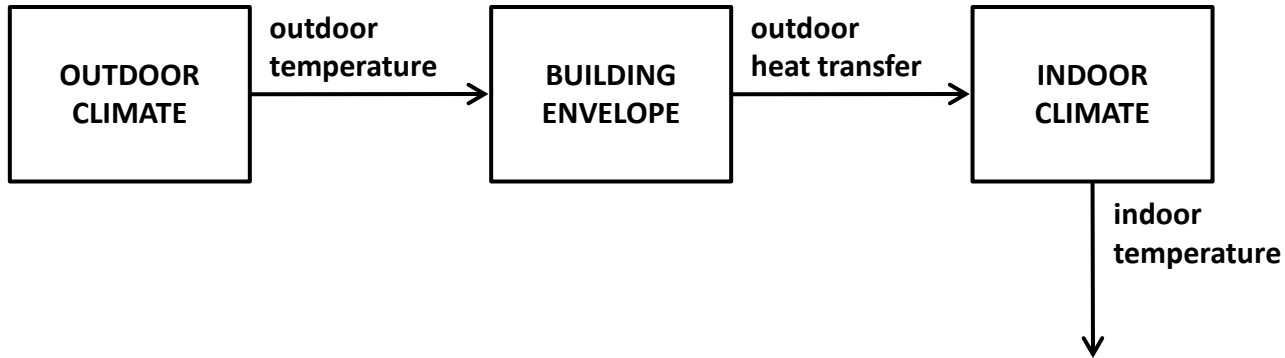 OUTDOOR
CLIMATE
outdoor
temperature
BUILDING
ENVELOPE
outdoor
heat transfer
INDOOR
CLIMATE
indoor
temperature